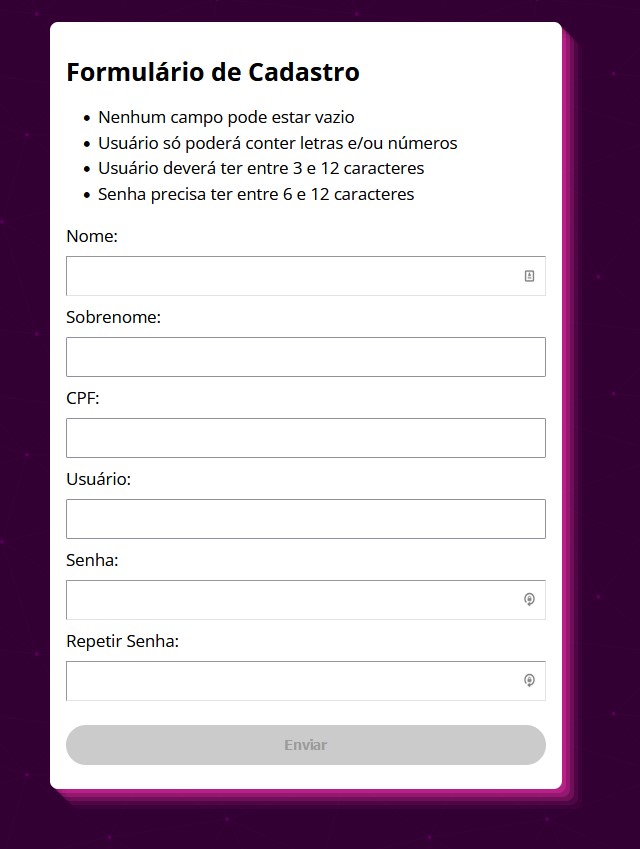 Formulário de Cadastro
Nenhum campo pode estar vazio
Usuário só poderá conter letras e/ou números
Usuário deverá ter entre 3 e 12 caracteres
Senha precisa ter entre 6 e 12 caracteres
Nome:
Sobrenome:
CPF:
Usuário:
Senha:
Repetir Senha:
Enviar